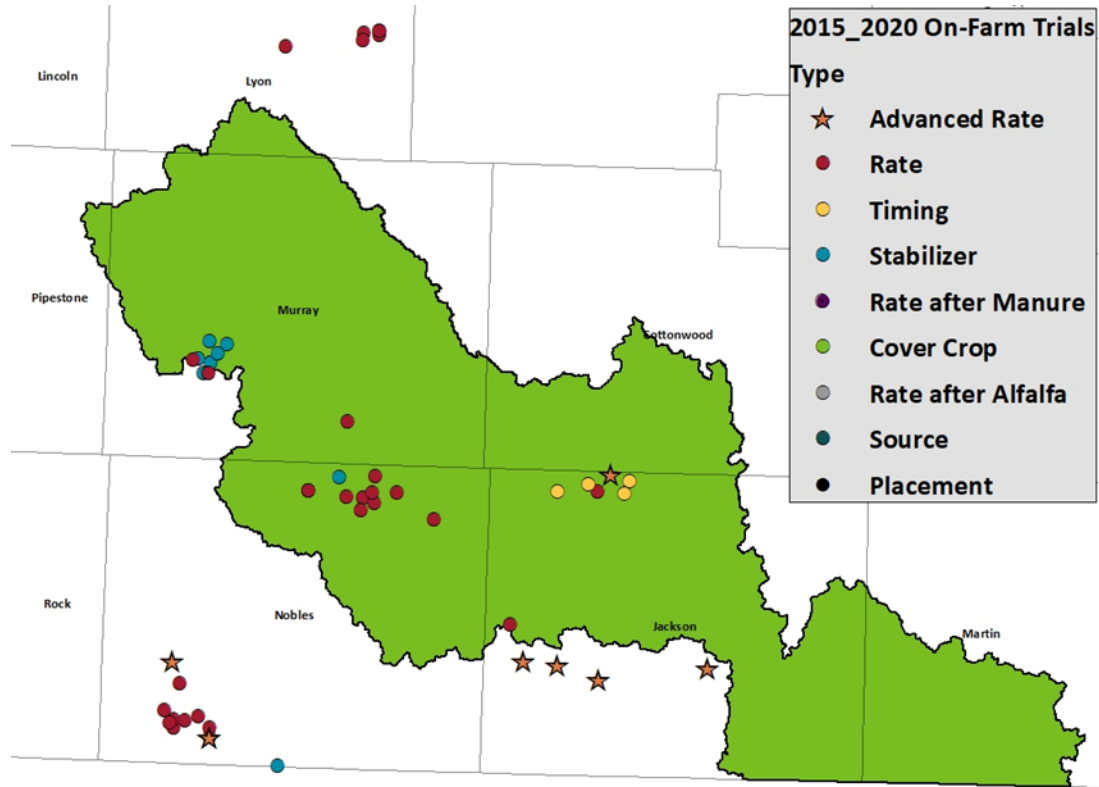 2015_2020 On-Farm Trials
Type
Advanced Rate
Rate
Timing
Stabilizer
Rate after Manure
Cover Crop
Rate after Alfalfa
Source
Placement
Lincoln
Lyon
Pipestone
Murray
Cottonwood
Rock
Nobles
Jackson
Martin